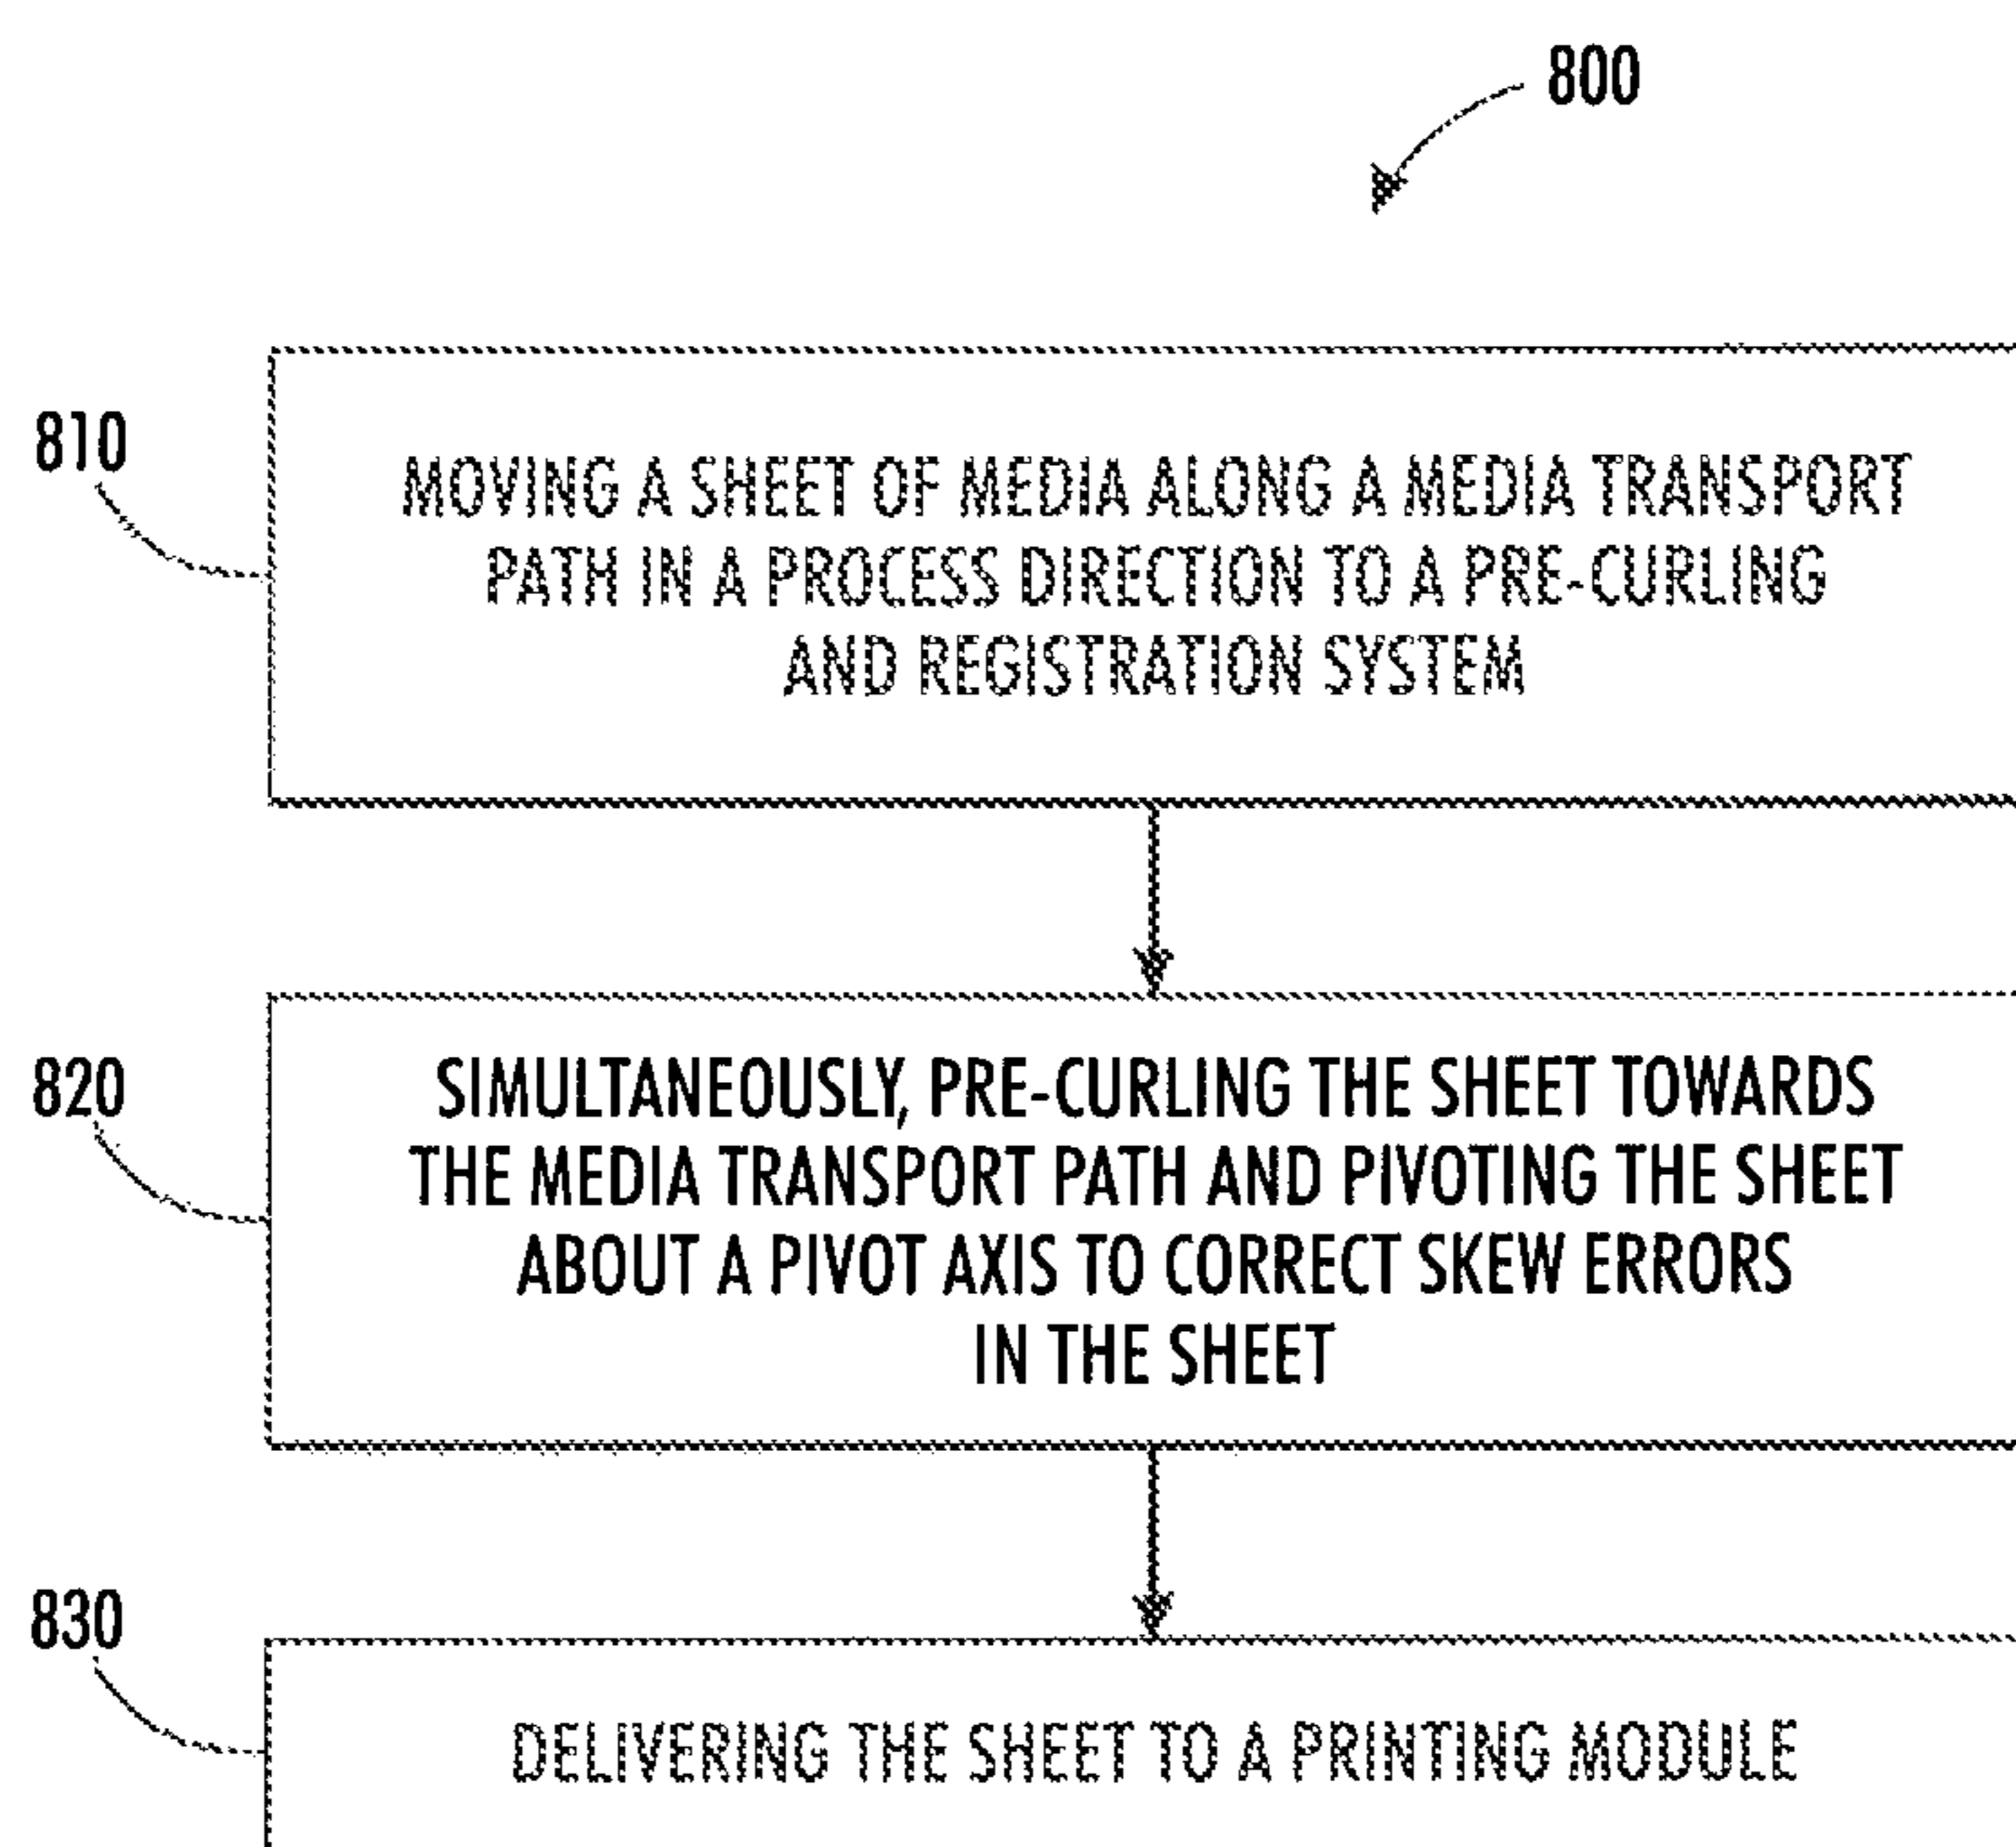 800
810
MOVING A SHEET OF MEDIA ALONG A MEDIA TRANSPORT
PATH IN A PROCESS DIRECTION TO A PRE-CURLING
AND REGISTRATION SYSTEM
820
SIMULTANEOUSLY, PRE-CURLING THE SHEET TOWARDS
THE MEDIA TRANSPORT PATH AND PIVOTING THE SHEET
ABOUT A PIVOT AXIS TO CORRECT SKEW ERRORS
IN THE SHEET
830
DELIVERING THE SHEET TO A PRINTING MODULE